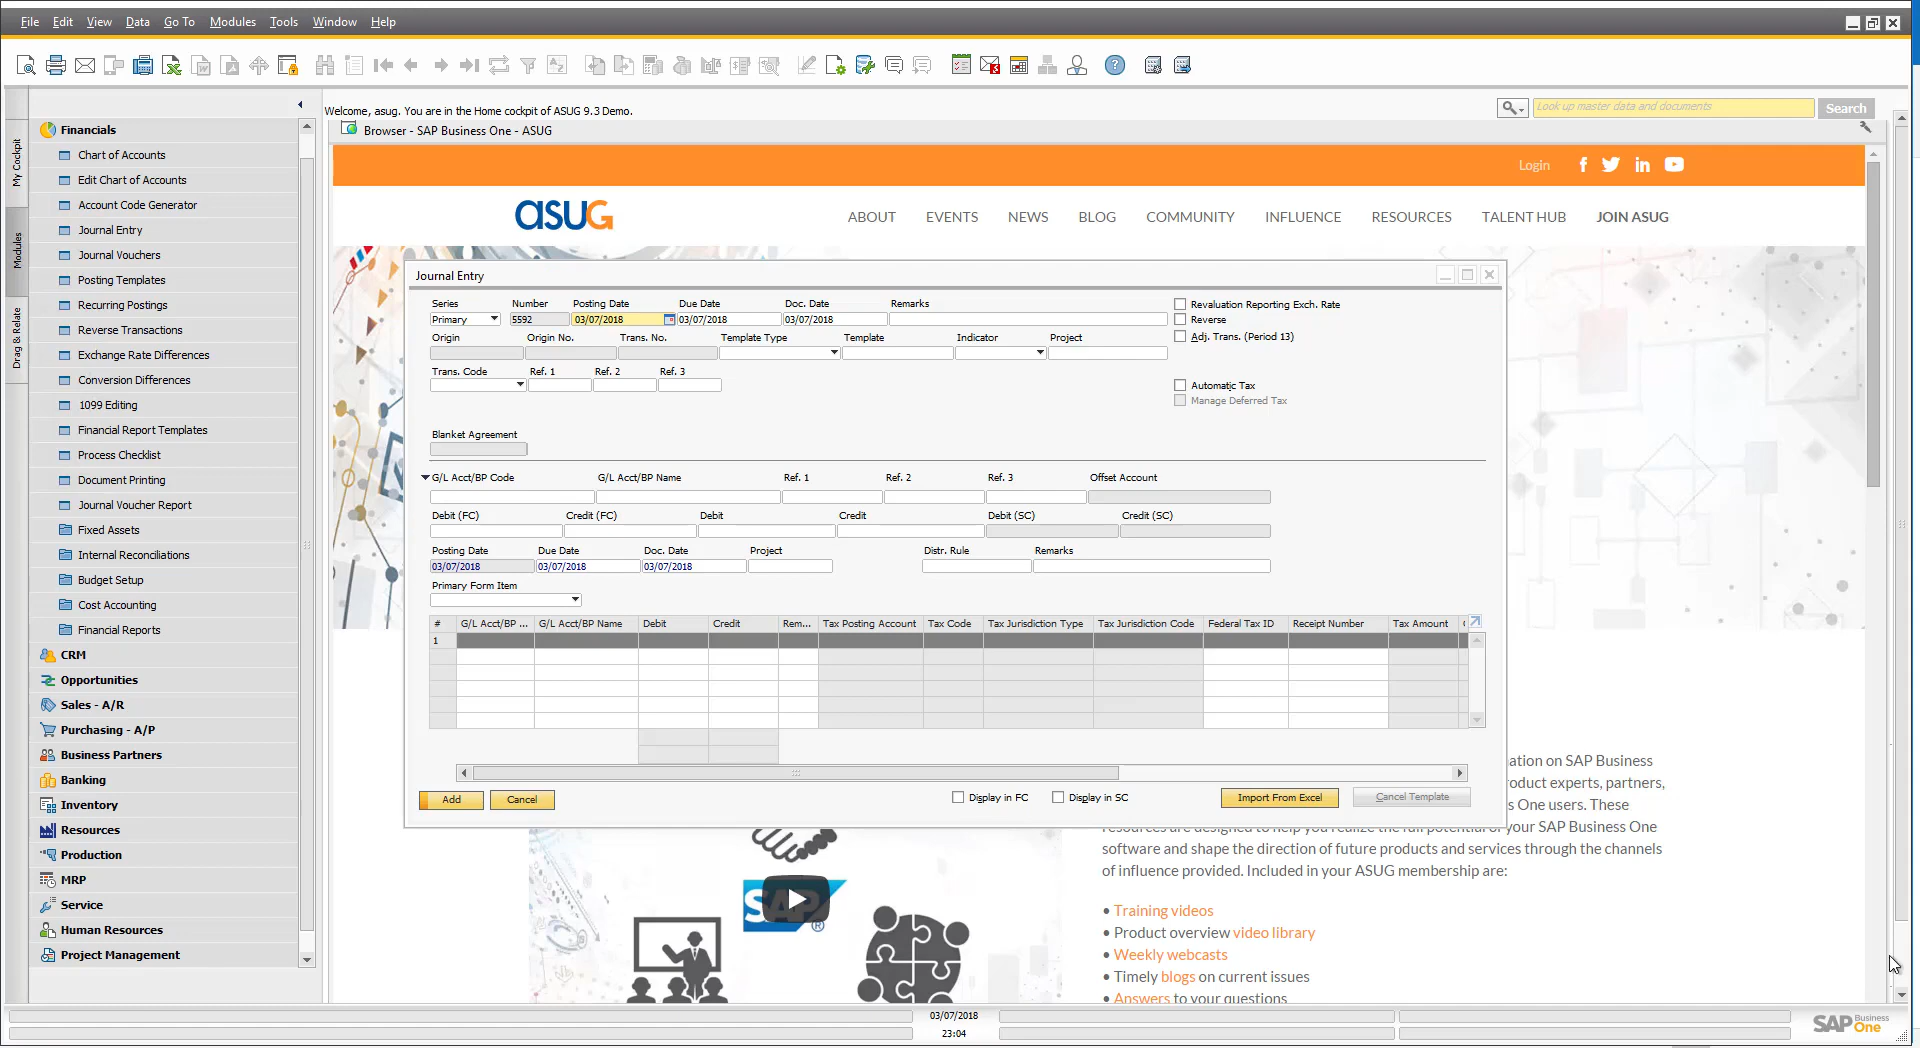 File Edit View Data Go To Modules Tools Window Help
Welcome, asug. You are in the Home cockpit of ASUG 9.3 Demo.
Look up master data and documents
Search
Browser - SAP Business One - ASUG
My Cockpit
Modules
Drag & Relate
Financials
Chart of Accounts
Edit Chart of Accounts
Account Code Generator
Journal Entry
Journal Vouchers
Posting Templates
Recurring Postings
Reverse Transactions
Exchange Rate Differences
Conversion Differences
1099 Editing
Financial Report Templates
Process Checklist
Document Printing
Journal Voucher Report
Fixed Assets
Internal Reconciliations
Budget Setup
Cost Accounting
Financial Reports
CRM
Opportunities
Sales - A/R
Purchasing - A/P
Business Partners
Banking
Inventory
Resources
Production
MRP
Service
Human Resources
Project Management
Login
asuG
ABOUT EVENTS NEWS BLOG COMMUNITY INFLUENCE RESOURCES TALENT HUB JOIN ASUG
Journal Entry
Series Number Posting Date Due Date Doc. Date Remarks
Primary 5592 03/07/2018 03/07/2018 03/07/2018
Revaluation Reporting Exch. Rate
Reverse
Adj. Trans. (Period 13)
Origin Origin No. Trans. No. Template Type Template Indicator Project
Trans. Code Ref. 1 Ref. 2 Ref. 3
Automatic Tax
Manage Deferred Tax
Blanket Agreement
G/L Acct/BP Code G/L Acct/BP Name Ref. 1 Ref. 2 Ref. 3 Offset Account
Debit (FC) Credit (FC) Debit Credit Debit (SC) Credit (SC)
Posting Date Due Date Doc. Date Project Distr. Rule Remarks
03/07/2018 03/07/2018 03/07/2018
Primary Form Item
# G/L Acct/BP ... G/L Acct/BP Name Debit Credit Rem... Tax Posting Account Tax Code Tax Jurisdiction Type Tax Jurisdiction Code Federal Tax ID Receipt Number Tax Amount
1
Add Cancel Display in FC Display in SC Import From Excel Cancel Template
ation on SAP Business
oduct experts, partners,
s One users. These
resources are designed to help you realize the full potential of your SAP Business One
software and shape the direction of future products and services through the channels
of influence provided. Included in your ASUG membership are:
• Training videos
• Product overview video library
• Weekly webcasts
• Timely blogs on current issues
• Answers to your questions
SAP ®
03/07/2018
23:04
SAP Business One